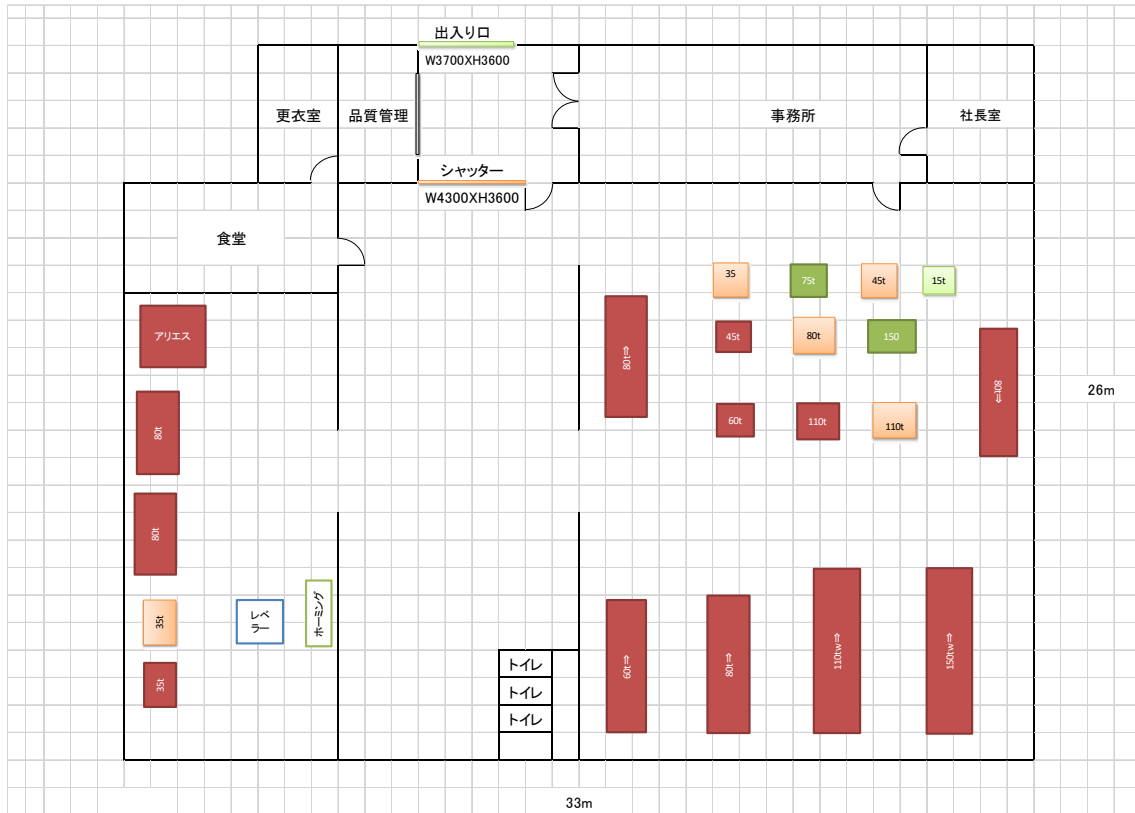 出入り口
W3700XH3600
更衣室
品質管理
事務所
社長室
シャッター
W4300XH3600
食堂
35
75t
45t
15t
アリエス
80t⇒
45t
80t
150
80t⇒
26m
80t
60t
110t
110t
80t
35t
レベ
ラー
ホーミング
60t⇒
80t⇒
110tw⇒
150tw⇒
35t
トイレ
トイレ
トイレ
33m